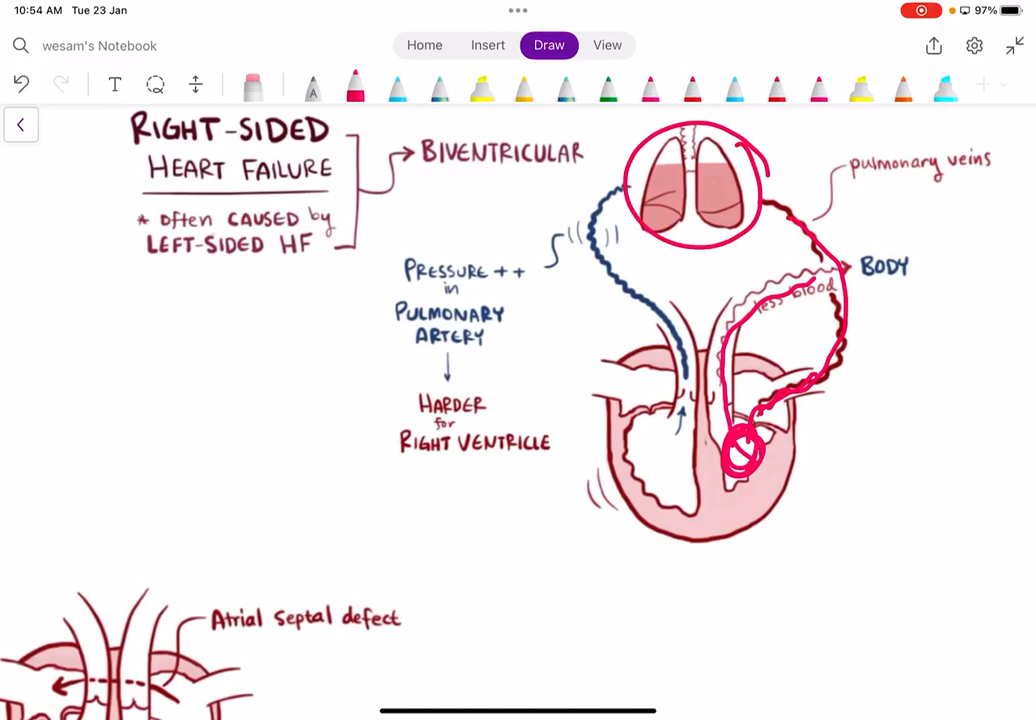 10:54 AM Tue 23 Jan
97%
wesam's Notebook
Home Insert Draw View
T
A
RIGHT-SIDED
HEART FAILURE
* often CAUSED by
LEFT-SIDED HF
BIVENTRICULAR
pulmonary veins
BODY
less blood
PRESSURE ++
in
PULMONARY
ARTERY
HARDER
for
RIGHT VENTRICLE
Atrial Septal defect